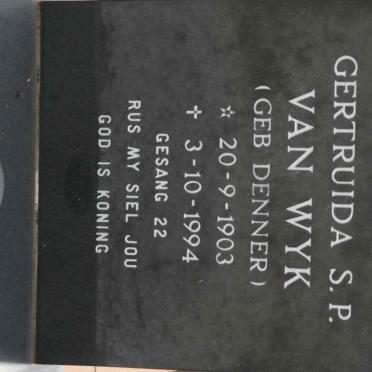 GERTRUIDA S. P.
VAN WYK
(GEB DENNER)
☆ 20-9-1903
✢ 3-10-1994
GESANG 22
RUS MY SIEL JOU
GOD IS KONING